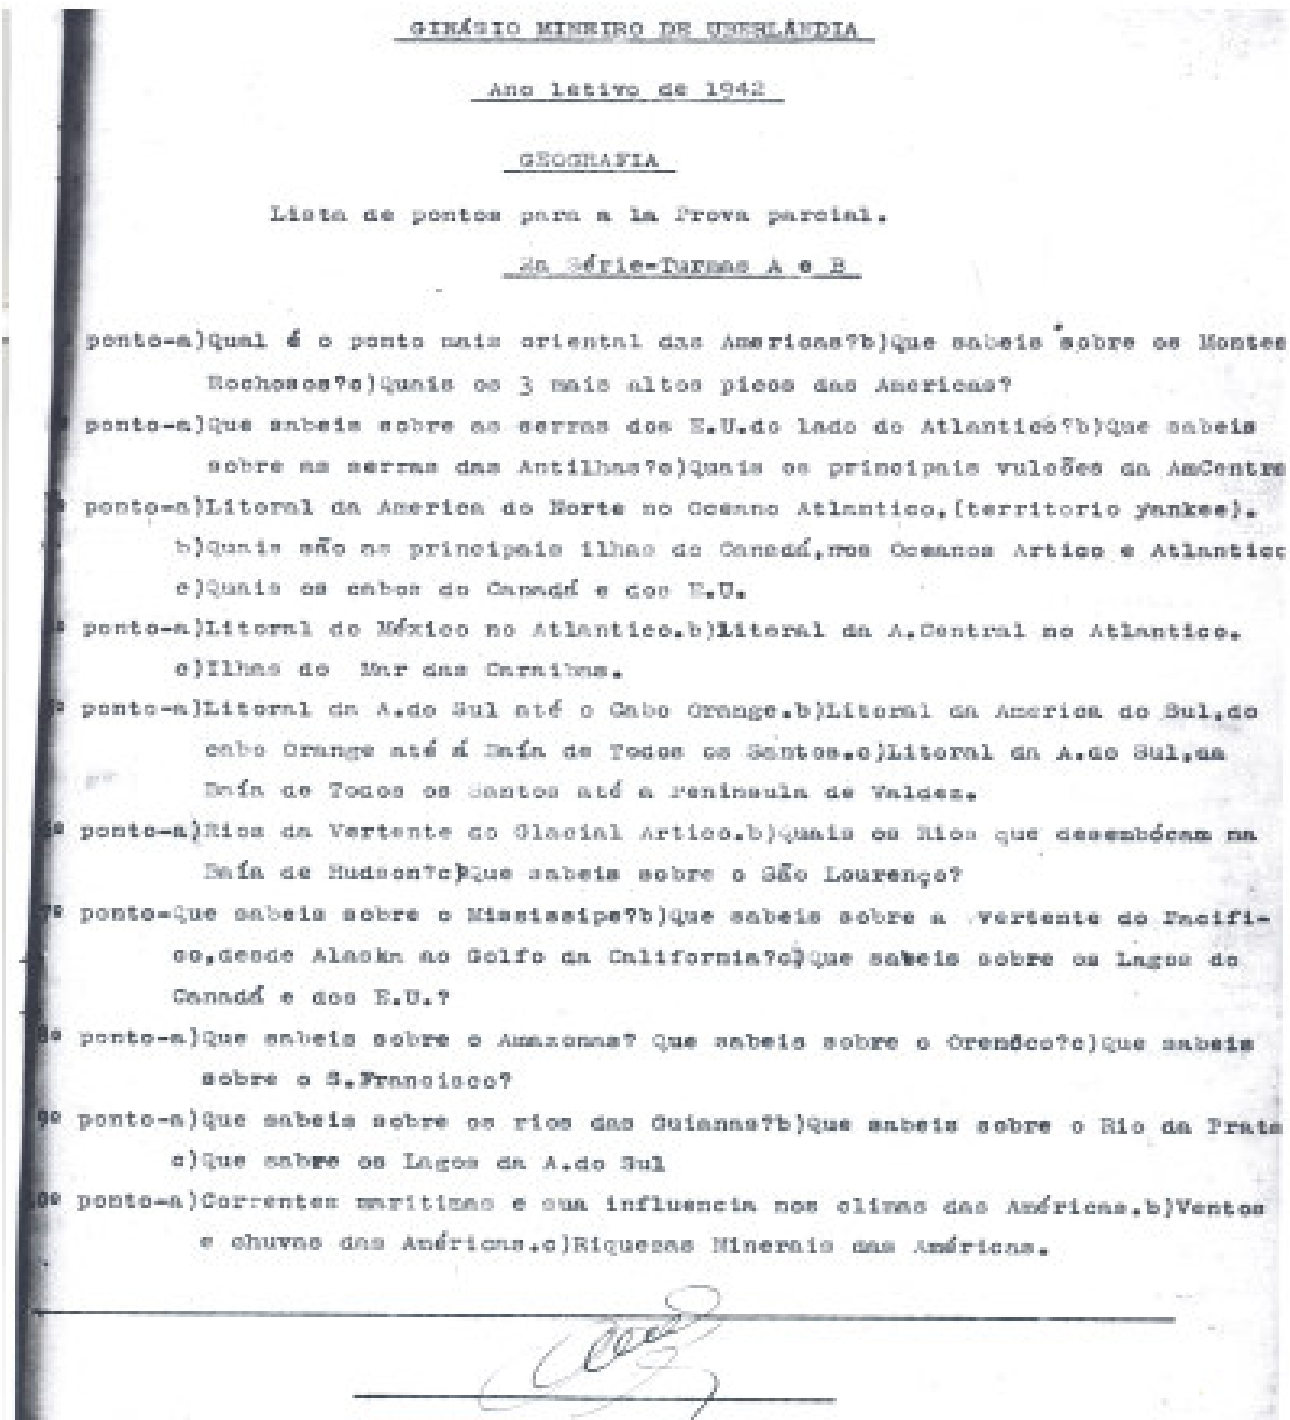 GINÁSIO MINEIRO DE UBERLÂNDIA
Ano letivo de 1942
GEOGRAFIA
Lista de pontos para a 1a Prova parcial.
Série-Turmas A e B
ponto-a)Qual é o ponto mais oriental das Americas?b)Que sabeis sobre os Montes
Rochosos?c)Quais os 3 mais altos picos das Americas?
ponto-a)Que sabeis sobre as serras dos E.U.do lado do Atlantico?b)Que sabeis
sobre as serras das Antilhas?c)Quais os principais vulcões da AmCentra
ponto-a)Litoral da America do Norte no Oceano Atlantico.(territorio yankee).
b)Quais são as principais ilhas do Canadá,nos Oceanos Artico e Atlantico
c)Quais os cabos do Canadá e dos E.U.
ponto-a)Litoral do México no Atlantico.b)Litoral da A.Central no Atlantico.
c)Ilhas do Mar das Caraibas.
ponto-a)Litoral da A.do Sul até o Cabo Orange.b)Litoral da America do Sul,do
cabo Orange até á Baía de Todos os Santos.c)Litoral da A.do Sul,da
Baía de Todos os Santos até a Peninsula de Valdez.
ponto-a)Rios da Vertente do Glacial Artico.b)Quais os Rios que desembócam na
Baía de Hudson?c)Que sabeis sobre o São Lourenço?
7º ponto-Que sabeis sobre o Mississipe?b)Que sabeis sobre a vertente do Pacifi-
co,desde Alaska ao Golfo da California?c)Que sabeis sobre os Lagos do
Canadá e dos E.U.?
8º ponto-a)Que sabeis sobre o Amazonas? Que sabeis sobre o Orenôco?c)Que sabeis
sobre o S.Francisco?
9º ponto-a)Que sabeis sobre os rios das Guianas?b)Que sabeis sobre o Rio da Prata
c)Que sabre os Lagos da A.do Sul
0º ponto-a)Correntes maritimas e sua influencia nos climas das Américas.b)Ventos
e chuvas das Américas.c)Riquesas Minerais das Américas.